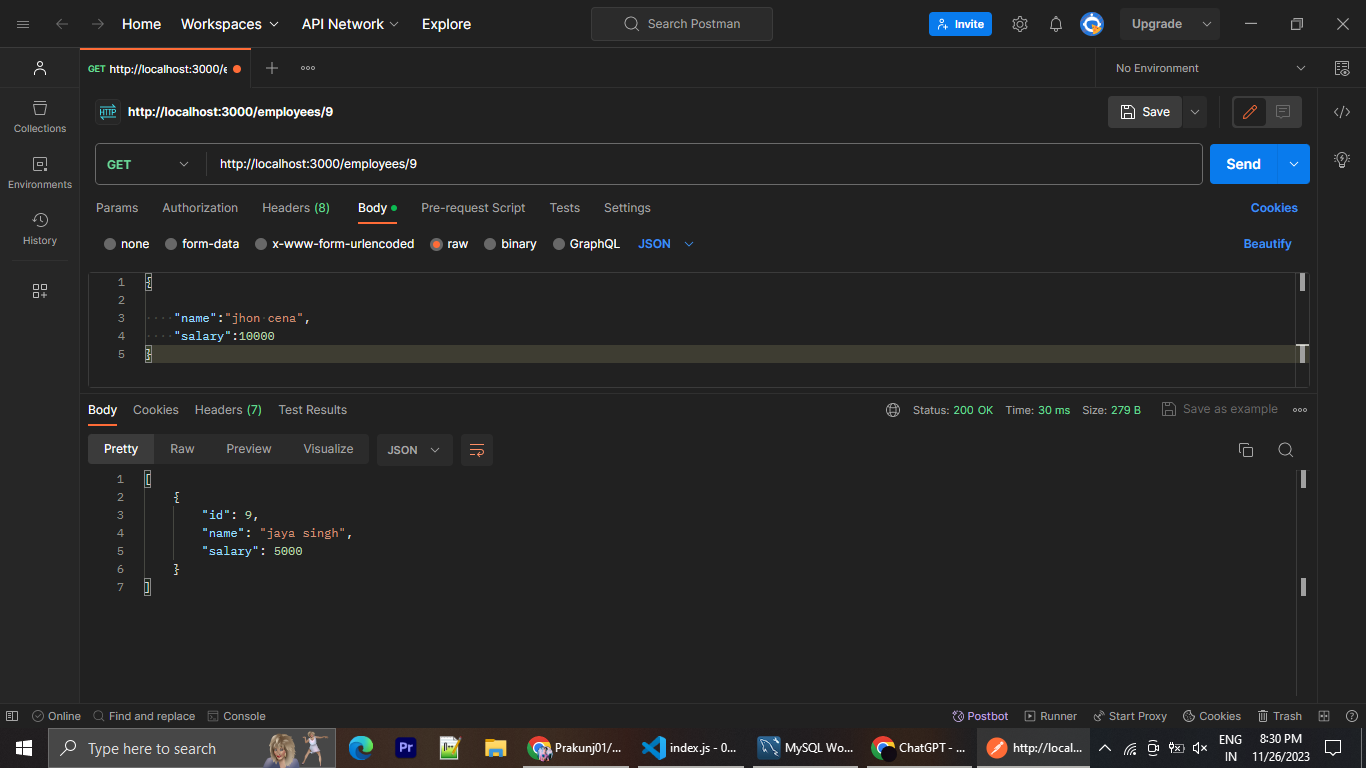 Home Workspaces API Network Explore Search Postman Invite Upgrade
GET http://localhost:3000/e No Environment
HTTP http://localhost:3000/employees/9 Save
Collections
GET http://localhost:3000/employees/9 Send
Environments
Params Authorization Headers (8) Body Pre-request Script Tests Settings Cookies
History
none form-data x-www-form-urlencoded raw binary GraphQL JSON Beautify
1 {
2
3 "name":"jhon cena",
4 "salary":10000
5 }
Body Cookies Headers (7) Test Results Status: 200 OK Time: 30 ms Size: 279 B Save as example
Pretty Raw Preview Visualize JSON
1 [
2 {
3 "id": 9,
4 "name": "jaya singh",
5 "salary": 5000
6 }
7 ]
Online Find and replace Console Postbot Runner Start Proxy Cookies Trash
Type here to search Pr Prakunj01/... index.js - 0... MySQL Wo... ChatGPT - ... http://local... ENG 8:30 PM
IN 11/26/2023